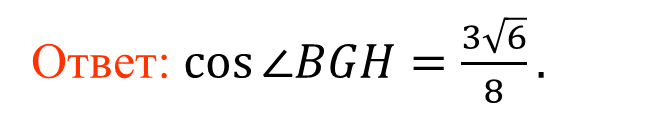 Ответ: cos ∠BGH = 3√6/8 .